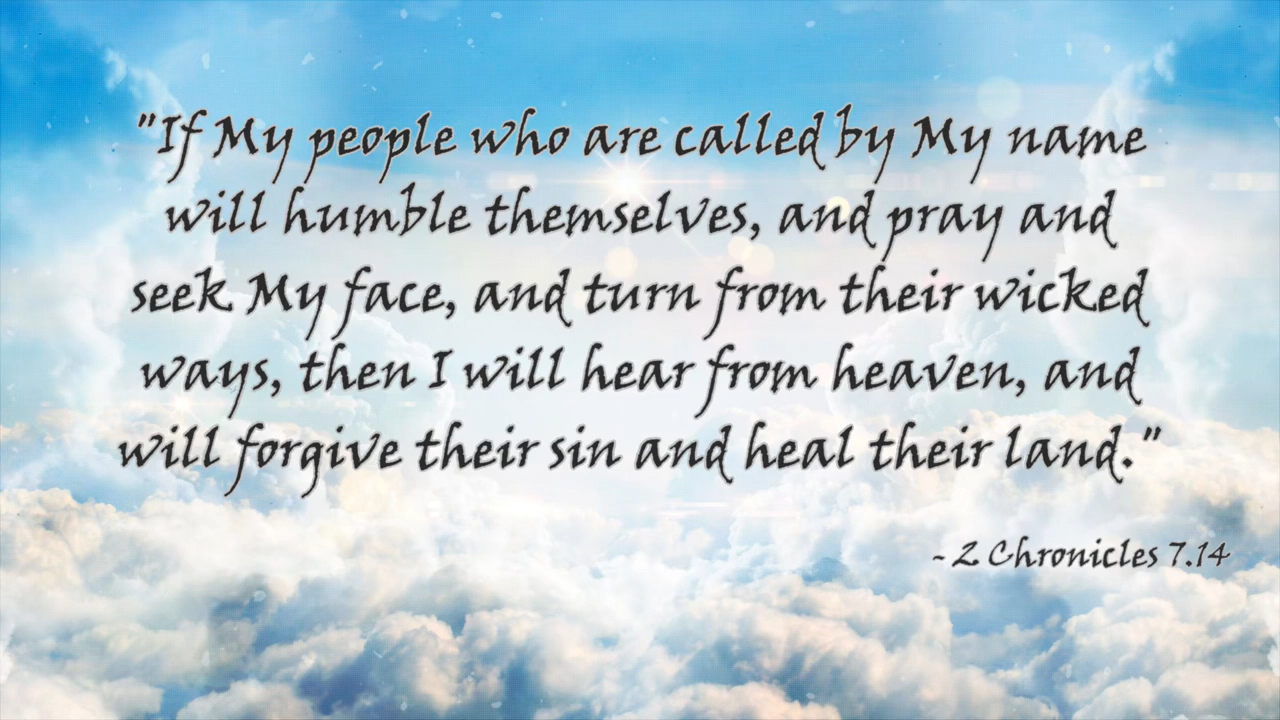 "If My people who are called by My name
will humble themselves, and pray and
seek My face, and turn from their wicked
ways, then I will hear from heaven, and
will forgive their sin and heal their land."
- 2 Chronicles 7.14